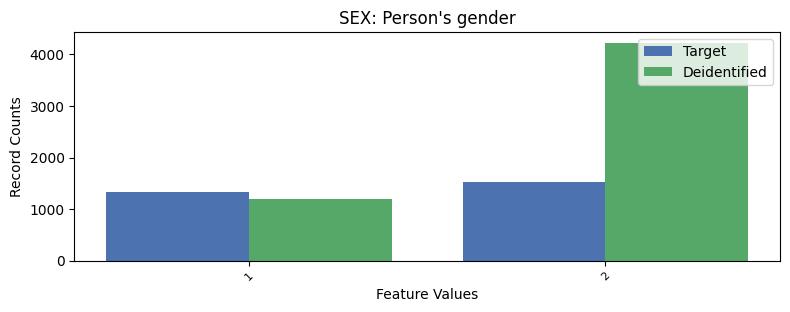 SEX: Person's gender
Target
Deidentified
Record Counts
4000
3000
2000
1000
0
1
2
Feature Values